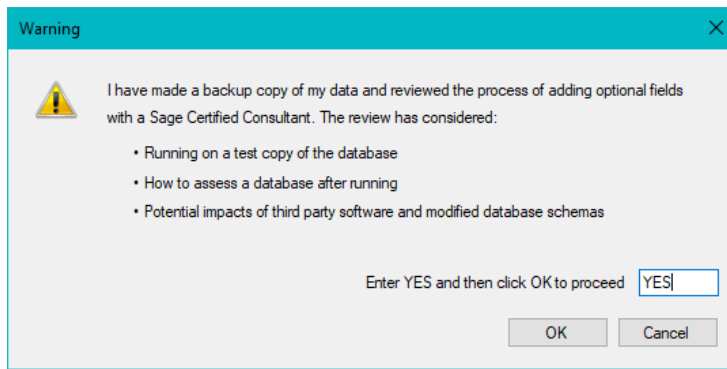 Warning
I have made a backup copy of my data and reviewed the process of adding optional fields
with a Sage Certified Consultant. The review has considered:
• Running on a test copy of the database
• How to assess a database after running
• Potential impacts of third party software and modified database schemas
Enter YES and then click OK to proceed YES
OK Cancel